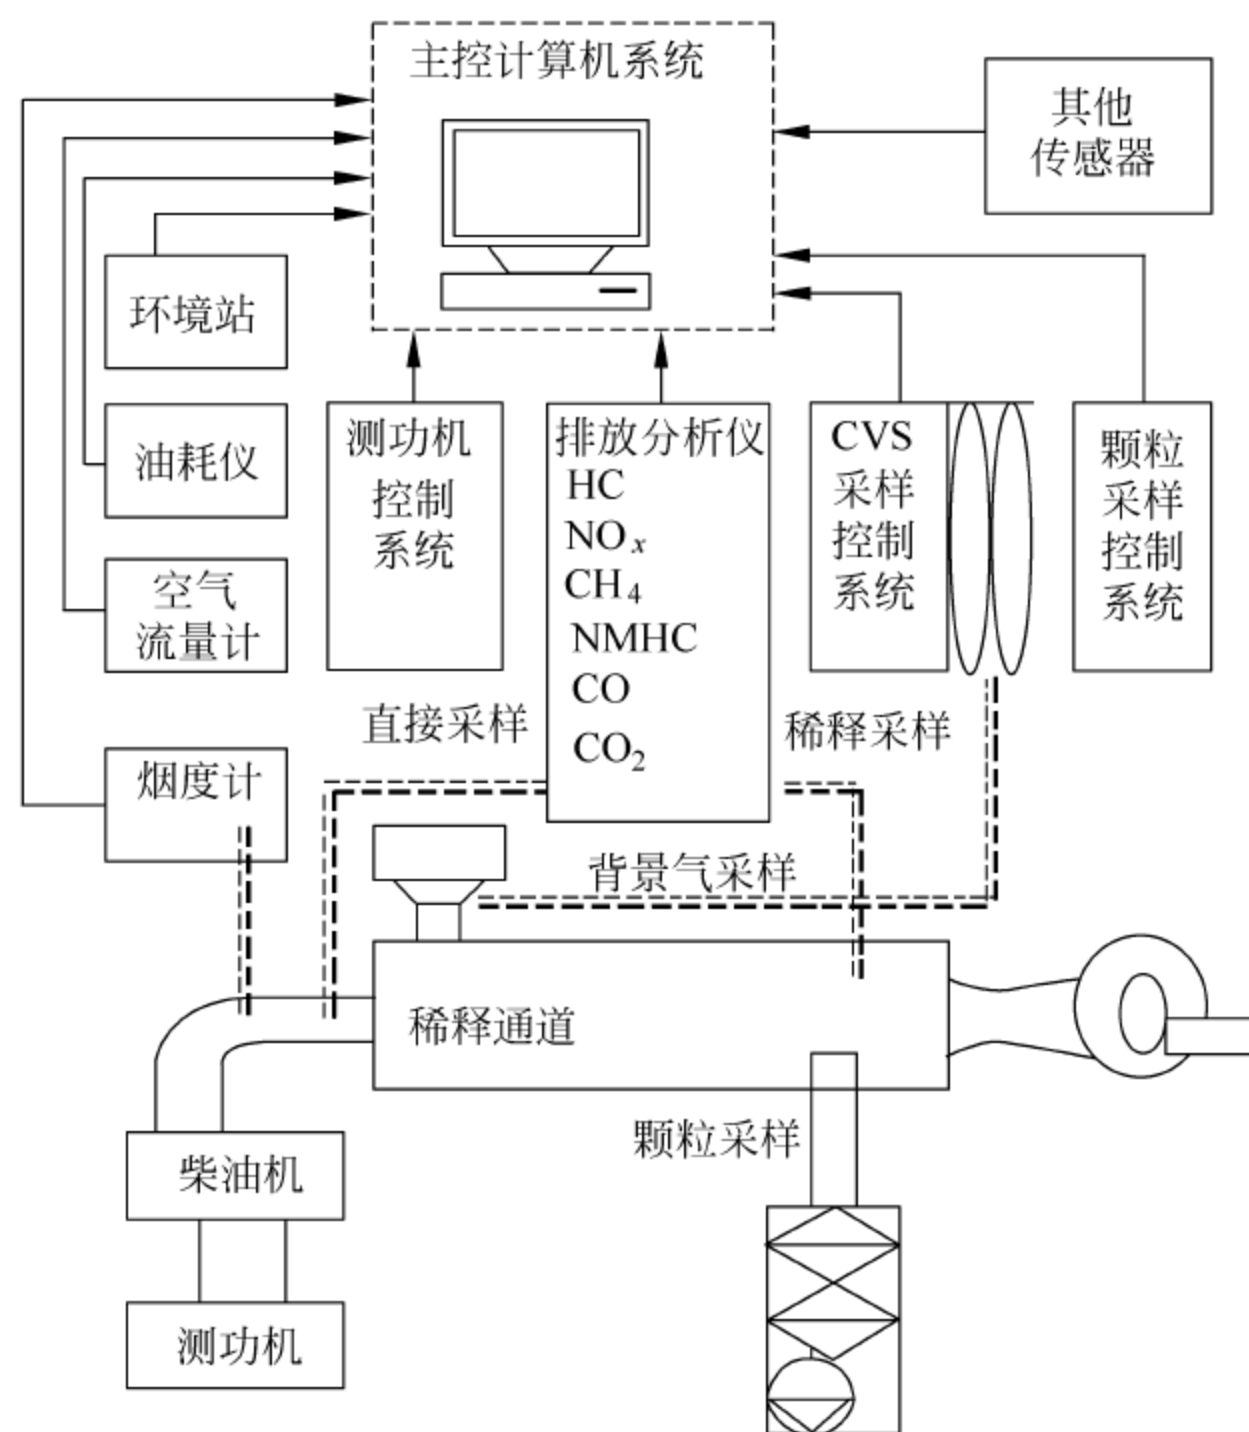 主控计算机系统
其他
传感器
环境站
油耗仪
空气
流量计
烟度计
测功机
控制
系统
排放分析仪
HC
NOx
CH4
NMHC
CO
CO2
CVS
采样
控制
系统
颗粒
采样
控制
系统
直接采样
稀释采样
背景气采样
稀释通道
颗粒采样
柴油机
测功机